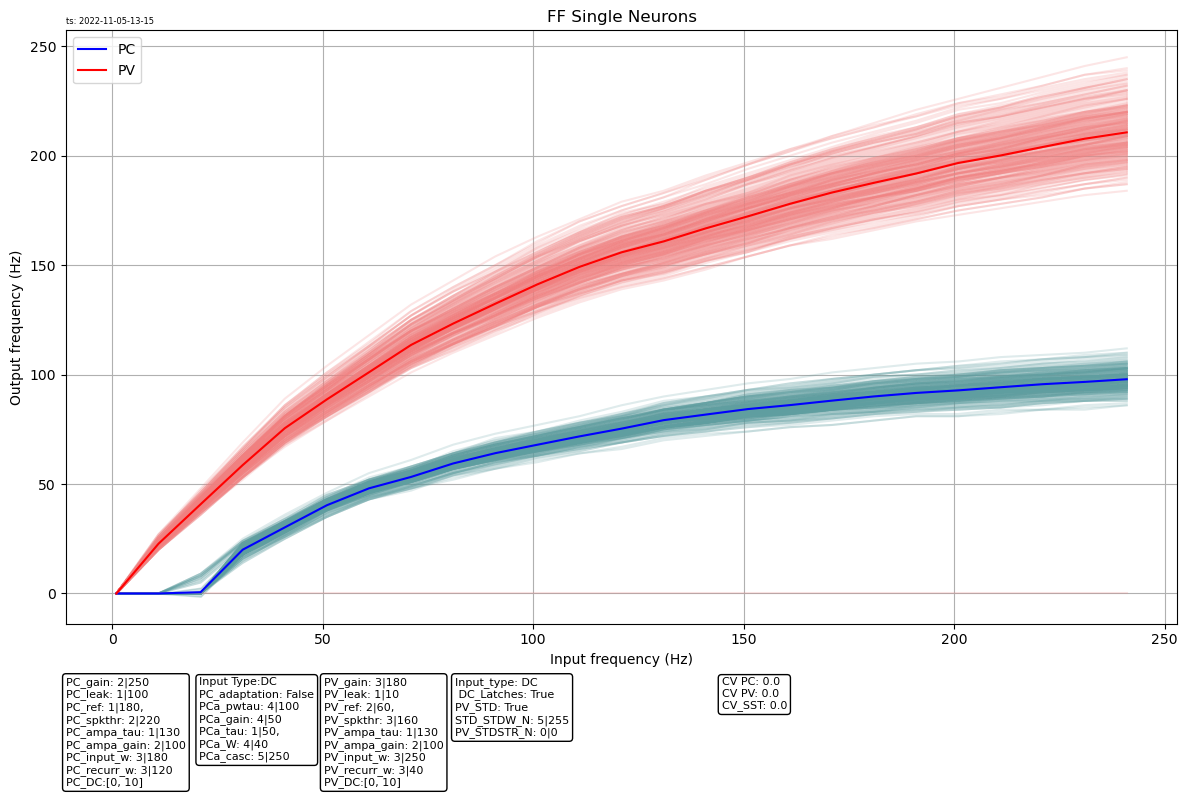 ts: 2022-11-05-13-15
FF Single Neurons
PC
PV
Output frequency (Hz)
250
200
150
100
50
0
0
50
100
150
200
250
Input frequency (Hz)
PC_gain: 2|250
PC_leak: 1|100
PC_ref: 1|180,
PC_spkthr: 2|220
PC_ampa_tau: 1|130
PC_ampa_gain: 2|100
PC_input_w: 3|180
PC_recurr_w: 3|120
PC_DC:[0, 10]
Input Type:DC
PC_adaptation: False
PCa_pwtau: 4|100
PCa_gain: 4|50
PCa_tau: 1|50,
PCa_W: 4|40
PCa_casc: 5|250
PV_gain: 3|180
PV_leak: 1|10
PV_ref: 2|60,
PV_spkthr: 3|160
PV_ampa_tau: 1|130
PV_ampa_gain: 2|100
PV_input_w: 3|250
PV_recurr_w: 3|40
PV_DC:[0, 10]
Input_type: DC
DC_Latches: True
PV_STD: True
STD_STDW_N: 5|255
PV_STDSTR_N: 0|0
CV PC: 0.0
CV PV: 0.0
CV_SST: 0.0